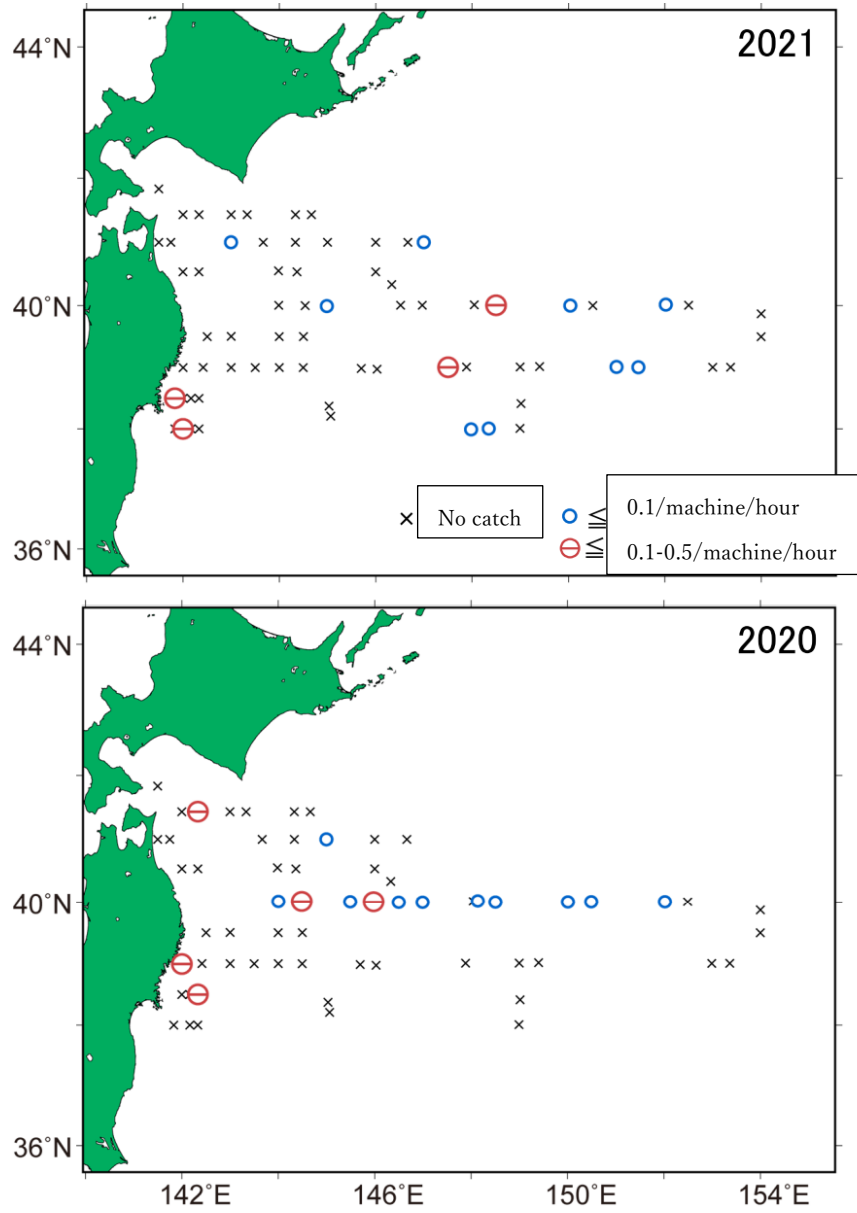 2021
44°N
40°N
× No catch
≦ 0.1/machine/hour
≦ 0.1-0.5/machine/hour
36°N
2020
44°N
40°N
36°N
142°E 146°E 150°E 154°E